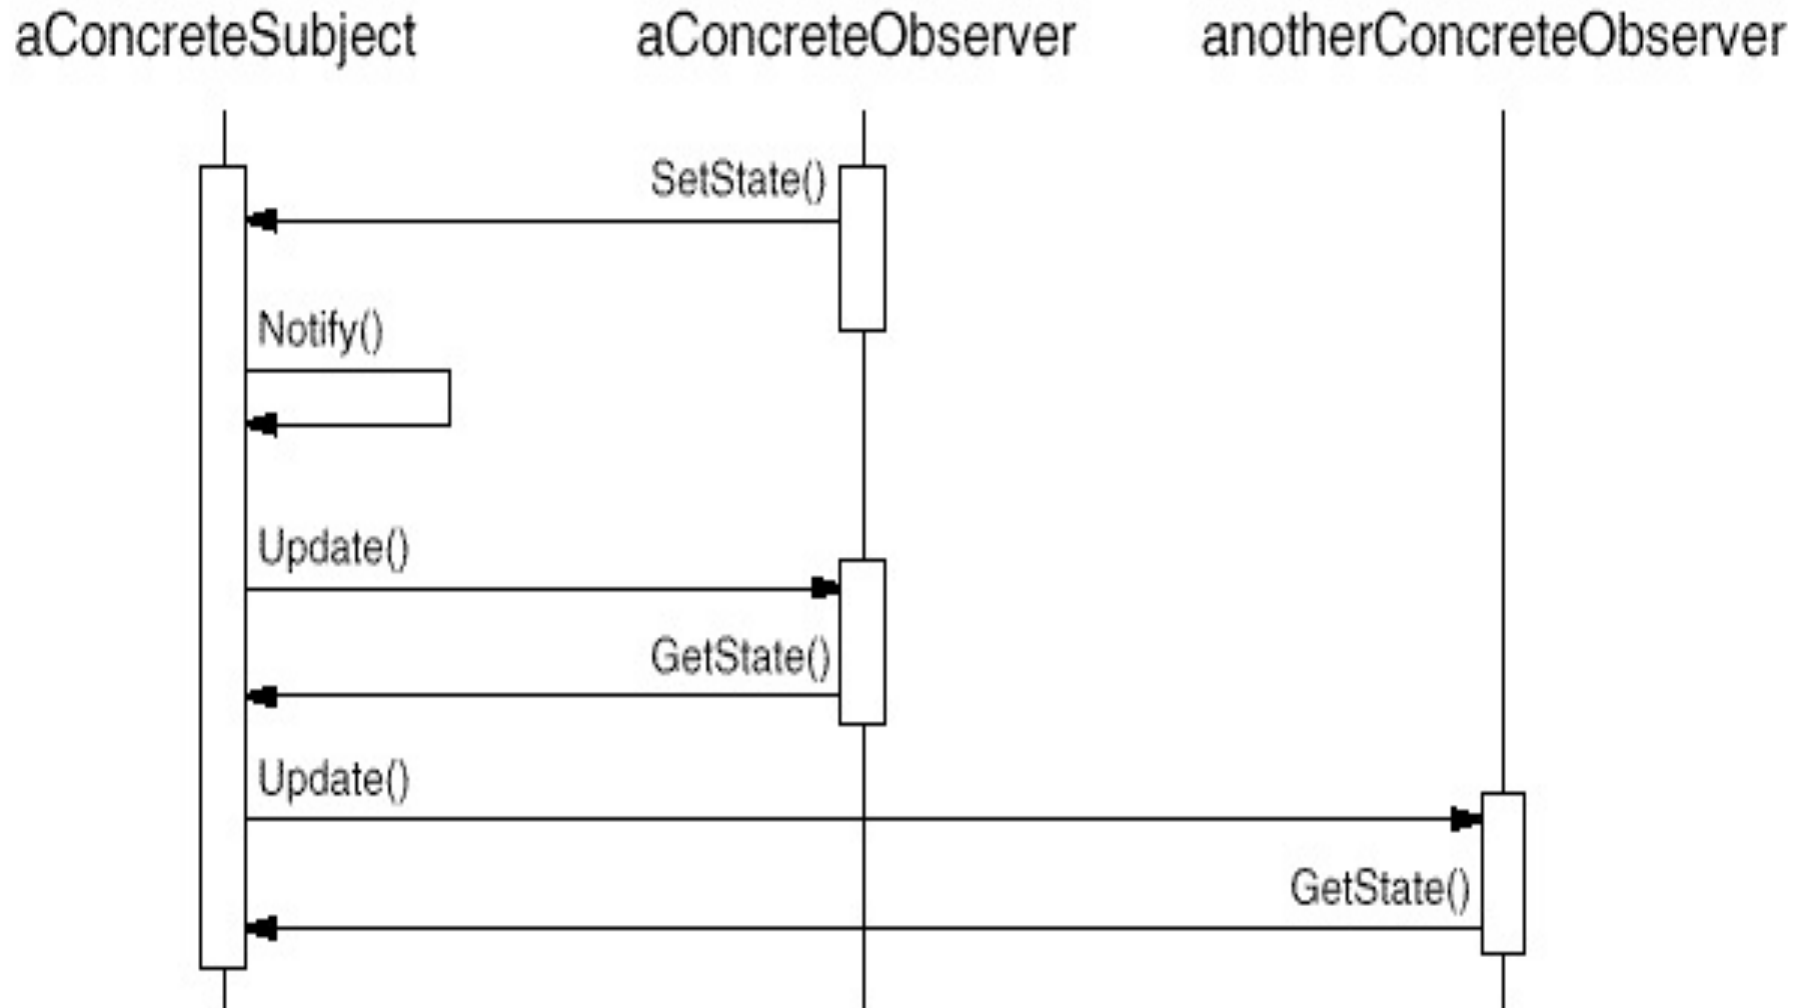 aConcreteSubject aConcreteObserver anotherConcreteObserver
SetState()
Notify()
Update()
GetState()
Update()
GetState()